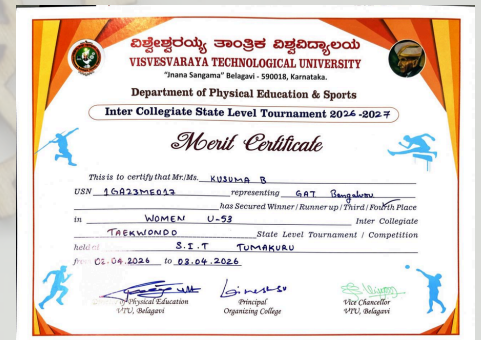 ವಿಶ್ವೇಶ್ವರಯ್ಯ ತಾಂತ್ರಿಕ ವಿಶ್ವವಿದ್ಯಾಲಯ
VISVESVARAYA TECHNOLOGICAL UNIVERSITY
"Jnana Sangama" Belagavi - 590018, Karnataka.
Department of Physical Education & Sports
Inter Collegiate State Level Tournament 2026 -2027
Merit Certificate
This is to certify that Mr./Ms. KUSUMA B
USN 1GA23ME012 representing GAT Bengaluru
has Secured Winner / Runner up / Third / Fourth Place
in WOMEN U-53 Inter Collegiate
TAEKWONDO State Level Tournament / Competition
held at S.I.T TUMAKURU
from 02.04.2026 to 03.04.2026
of Physical Education
VTU, Belagavi
Principal
Organizing College
Vice Chancellor
VTU, Belagavi